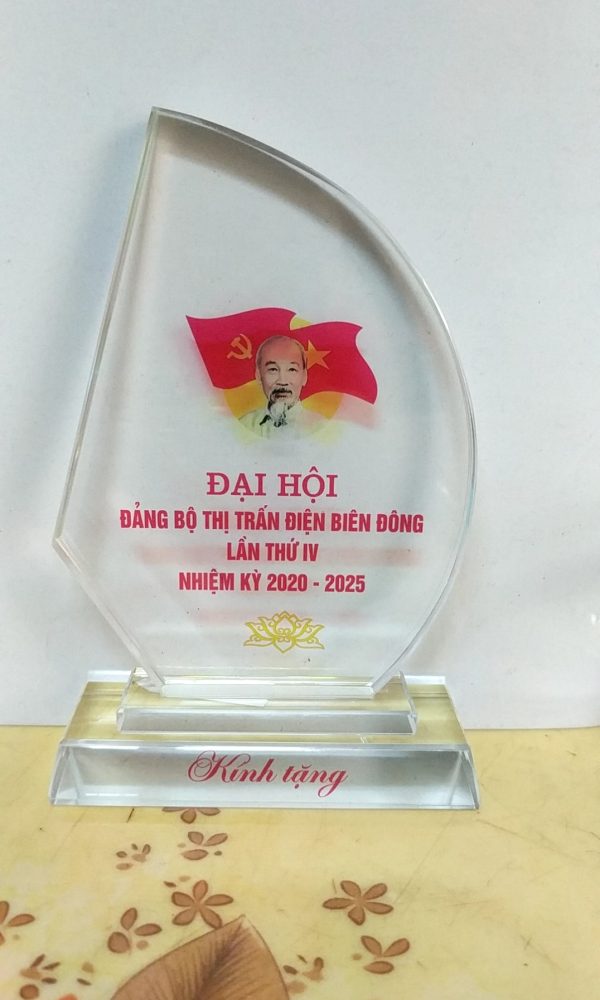 ĐẠI HỘI
ĐẢNG BỘ THỊ TRẤN ĐIỆN BIÊN ĐÔNG
LẦN THỨ IV
NHIỆM KỲ 2020 - 2025
Kính tặng